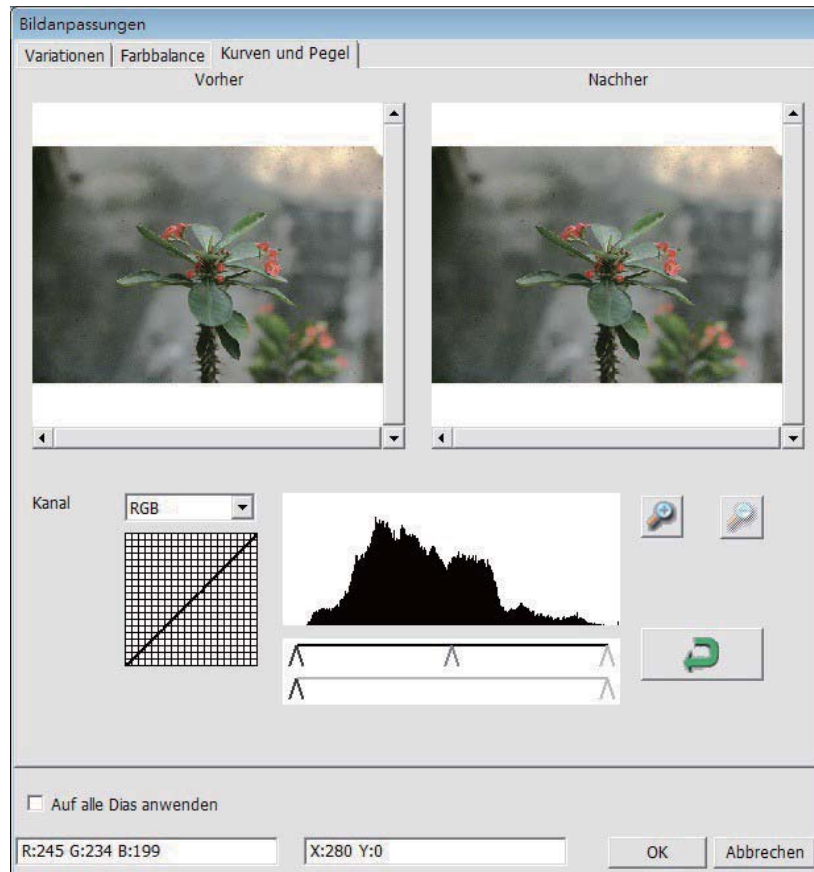 Bildanpassungen
Variationen Farbbalance Kurven und Pegel
Vorher Nachher
Kanal RGB
Auf alle Dias anwenden
R:245 G:234 B:199 X:280 Y:0 OK Abbrechen